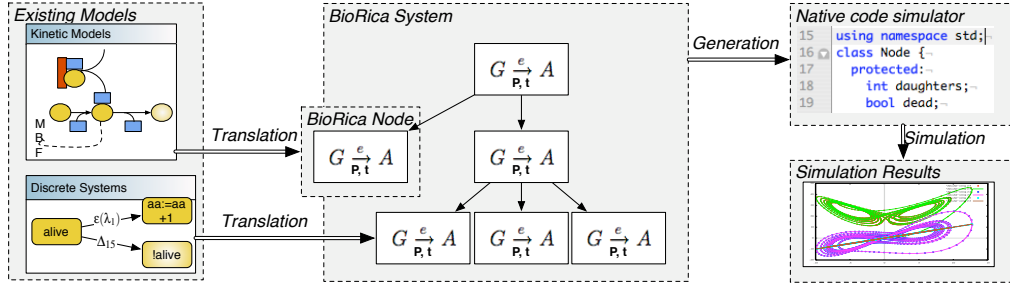 Existing Models
Kinetic Models
M
B
F
Discrete Systems
alive
ε(λ1)
Δ15
aa:=aa
+1
!alive
Translation
Translation
BioRica System
BioRica Node
G e→ A
P, t
G e→ A
P, t
G e→ A
P, t
G e→ A
P, t
G e→ A
P, t
G e→ A
P, t
Generation
Native code simulator
15 using namespace std;¬
16 class Node {¬
17 protected:¬
18 int daughters;¬
19 bool dead;¬
Simulation
Simulation Results